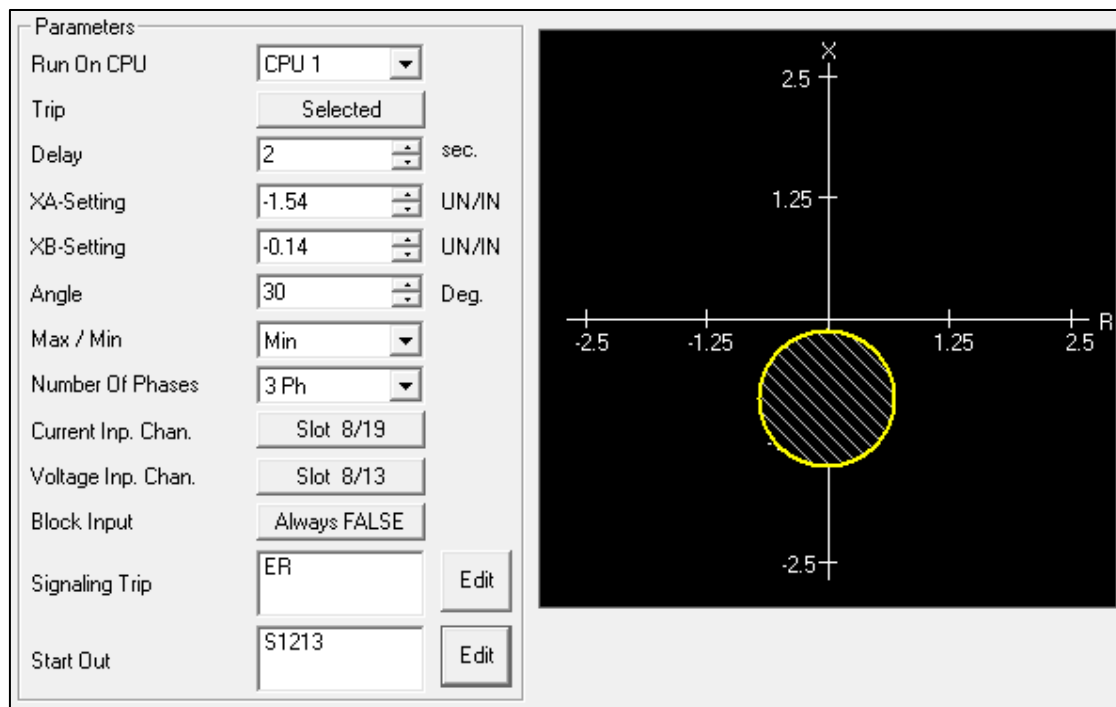 Parameters
Run On CPU CPU 1
Trip Selected
Delay 2 sec.
XA-Setting -1.54 UN/IN
XB-Setting -0.14 UN/IN
Angle 30 Deg.
Max / Min Min
Number Of Phases 3 Ph
Current Inp. Chan. Slot 8/19
Voltage Inp. Chan. Slot 8/13
Block Input Always FALSE
Signaling Trip ER Edit
Start Out S1213 Edit
X
2.5
1.25
R
-2.5 -1.25 1.25 2.5
-2.5